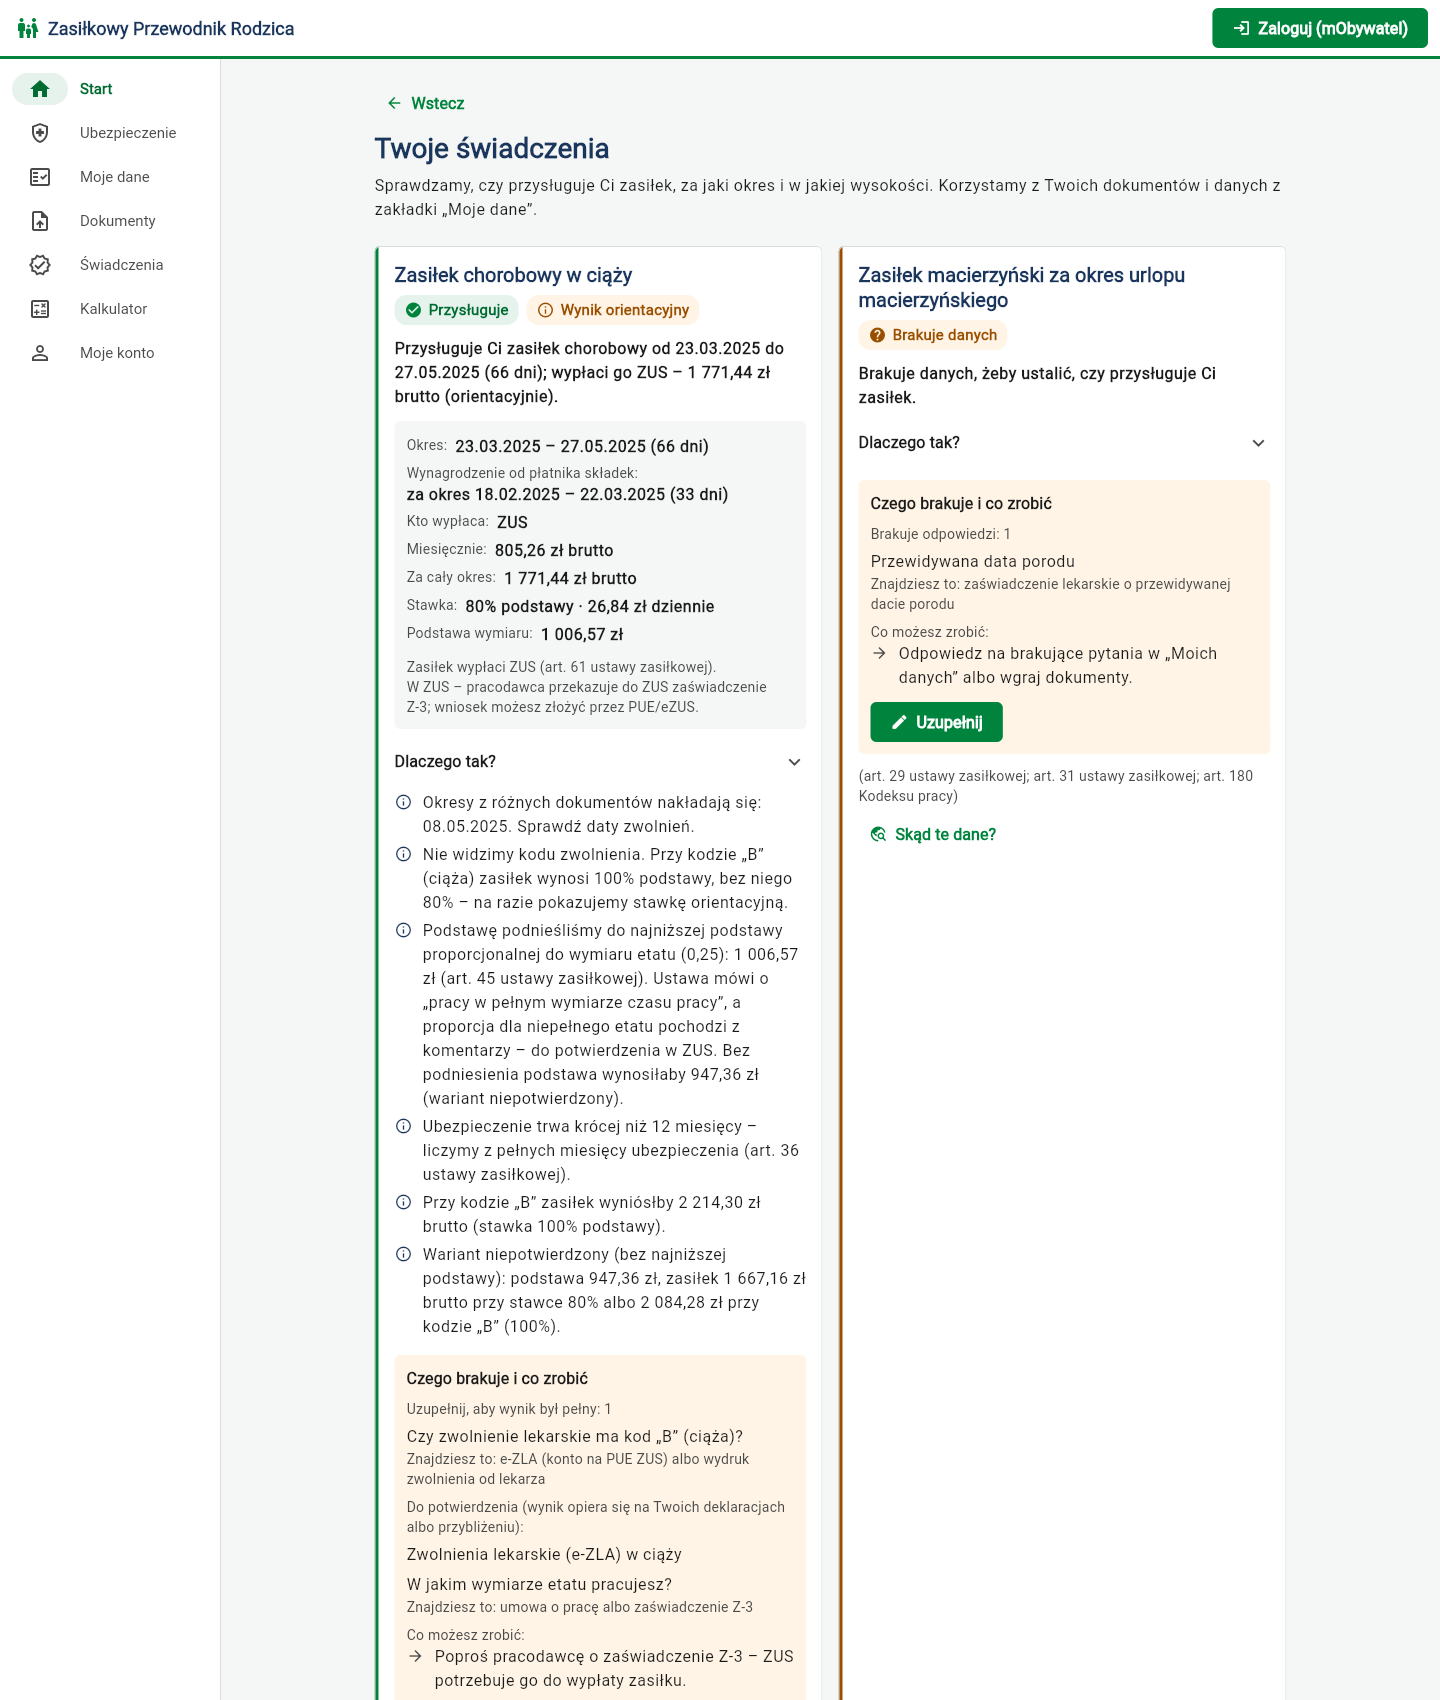 Zasiłkowy Przewodnik Rodzica
Zaloguj (mObywatel)
Start
Ubezpieczenie
Moje dane
Dokumenty
Świadczenia
Kalkulator
Moje konto
Wstecz
Twoje świadczenia
Sprawdzamy, czy przysługuje Ci zasiłek, za jaki okres i w jakiej wysokości. Korzystamy z Twoich dokumentów i danych z
zakładki „Moje dane”.
Zasiłek chorobowy w ciąży
Przysługuje
Wynik orientacyjny
Przysługuje Ci zasiłek chorobowy od 23.03.2025 do
27.05.2025 (66 dni); wypłaci go ZUS – 1 771,44 zł
brutto (orientacyjnie).
Okres: 23.03.2025 – 27.05.2025 (66 dni)
Wynagrodzenie od płatnika składek:
za okres 18.02.2025 – 22.03.2025 (33 dni)
Kto wypłaca: ZUS
Miesięcznie: 805,26 zł brutto
Za cały okres: 1 771,44 zł brutto
Stawka: 80% podstawy · 26,84 zł dziennie
Podstawa wymiaru: 1 006,57 zł
Zasiłek wypłaci ZUS (art. 61 ustawy zasiłkowej).
W ZUS – pracodawca przekazuje do ZUS zaświadczenie
Z-3; wniosek możesz złożyć przez PUE/eZUS.
Dlaczego tak?
Okresy z różnych dokumentów nakładają się:
08.05.2025. Sprawdź daty zwolnień.
Nie widzimy kodu zwolnienia. Przy kodzie „B”
(ciąża) zasiłek wynosi 100% podstawy, bez niego
80% – na razie pokazujemy stawkę orientacyjną.
Podstawę podnieśliśmy do najniższej podstawy
proporcjonalnej do wymiaru etatu (0,25): 1 006,57
zł (art. 45 ustawy zasiłkowej). Ustawa mówi o
„pracy w pełnym wymiarze czasu pracy”, a
proporcja dla niepełnego etatu pochodzi z
komentarzy – do potwierdzenia w ZUS. Bez
podniesienia podstawa wynosiłaby 947,36 zł
(wariant niepotwierdzony).
Ubezpieczenie trwa krócej niż 12 miesięcy –
liczymy z pełnych miesięcy ubezpieczenia (art. 36
ustawy zasiłkowej).
Przy kodzie „B” zasiłek wyniósłby 2 214,30 zł
brutto (stawka 100% podstawy).
Wariant niepotwierdzony (bez najniższej
podstawy): podstawa 947,36 zł, zasiłek 1 667,16 zł
brutto przy stawce 80% albo 2 084,28 zł przy
kodzie „B” (100%).
Czego brakuje i co zrobić
Uzupełnij, aby wynik był pełny: 1
Czy zwolnienie lekarskie ma kod „B” (ciąża)?
Znajdziesz to: e-ZLA (konto na PUE ZUS) albo wydruk
zwolnienia od lekarza
Do potwierdzenia (wynik opiera się na Twoich deklaracjach
albo przybliżeniu):
Zwolnienia lekarskie (e-ZLA) w ciąży
W jakim wymiarze etatu pracujesz?
Znajdziesz to: umowa o pracę albo zaświadczenie Z-3
Co możesz zrobić:
Poproś pracodawcę o zaświadczenie Z-3 – ZUS
potrzebuje go do wypłaty zasiłku.
Zasiłek macierzyński za okres urlopu
macierzyńskiego
Brakuje danych
Brakuje danych, żeby ustalić, czy przysługuje Ci
zasiłek.
Dlaczego tak?
Czego brakuje i co zrobić
Brakuje odpowiedzi: 1
Przewidywana data porodu
Znajdziesz to: zaświadczenie lekarskie o przewidywanej
dacie porodu
Co możesz zrobić:
Odpowiedz na brakujące pytania w „Moich
danych” albo wgraj dokumenty.
Uzupełnij
(art. 29 ustawy zasiłkowej; art. 31 ustawy zasiłkowej; art. 180
Kodeksu pracy)
Skąd te dane?